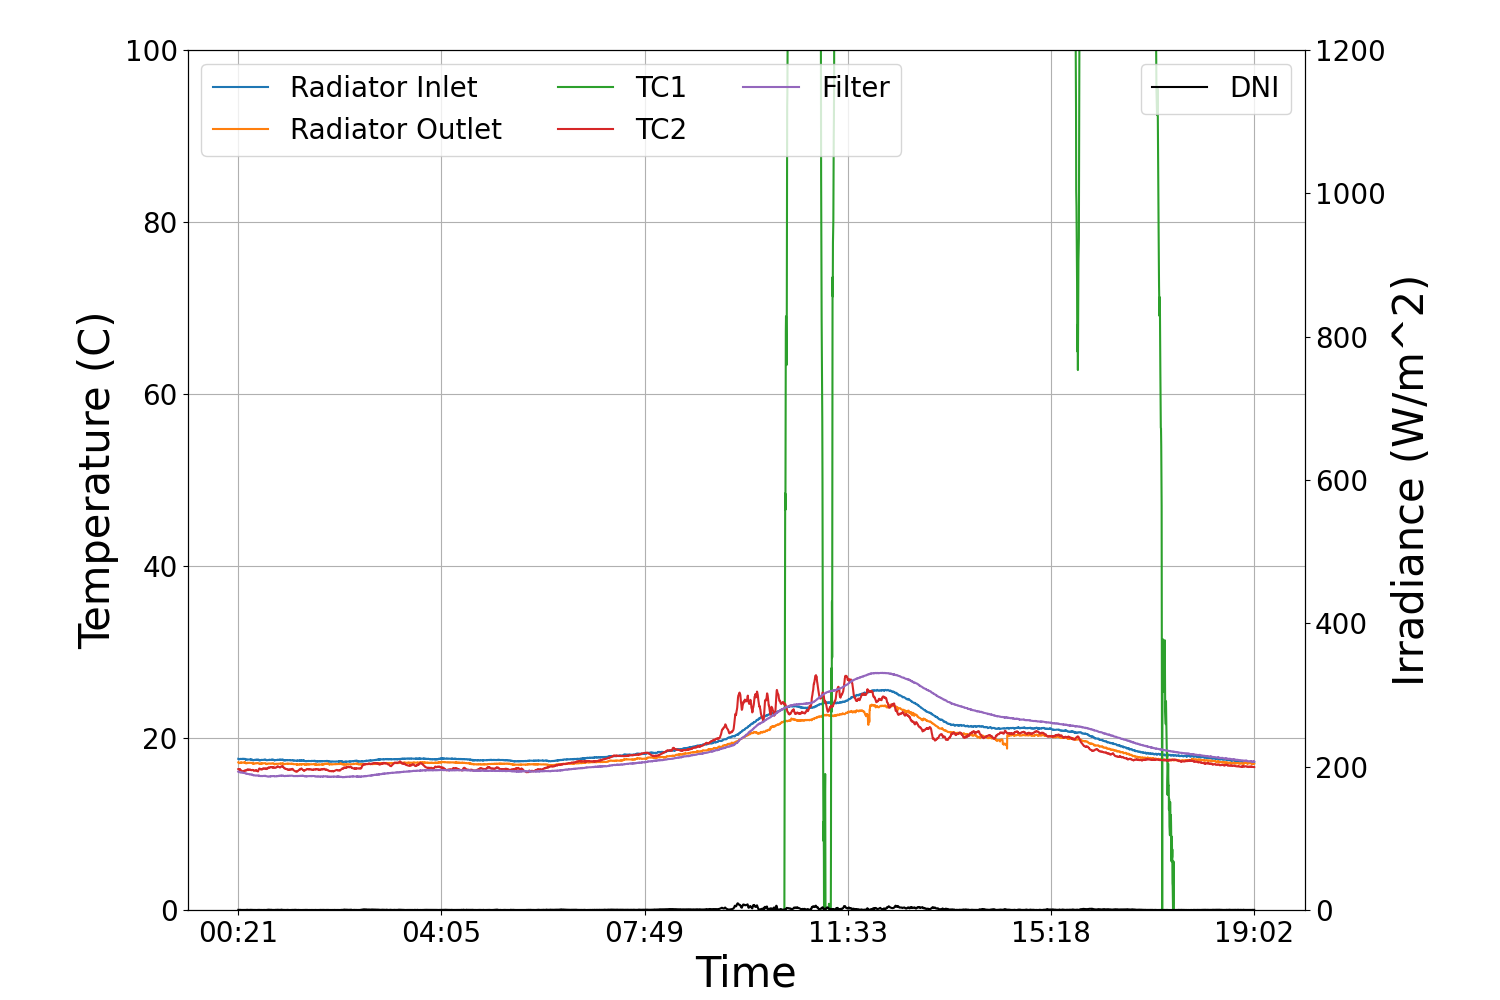 Radiator Inlet
Radiator Outlet
TC1
TC2
Filter
DNI
100
80
60
40
20
0
Temperature (C)
1200
1000
800
600
400
200
0
Irradiance (W/m^2)
00:21 04:05 07:49 11:33 15:18 19:02
Time